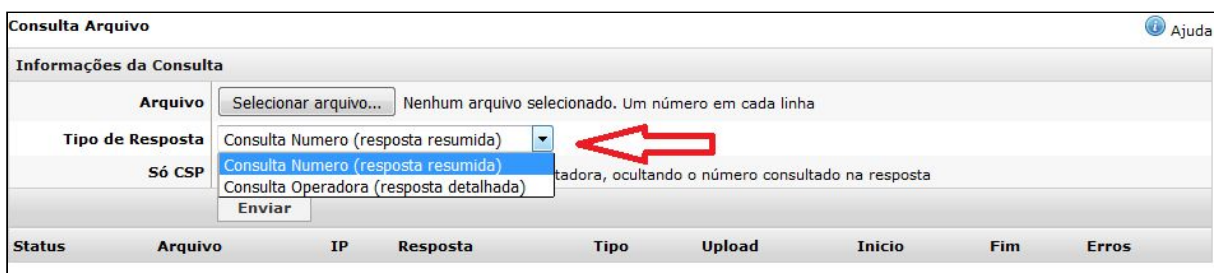 Consulta Arquivo
Ajuda
Informações da Consulta
Arquivo Selecionar arquivo... Nenhum arquivo selecionado. Um número em cada linha
Tipo de Resposta Consulta Numero (resposta resumida)
Consulta Numero (resposta resumida)
Só CSP tadora, ocultando o número consultado na resposta
Consulta Operadora (resposta detalhada)
Enviar
Status Arquivo IP Resposta Tipo Upload Inicio Fim Erros